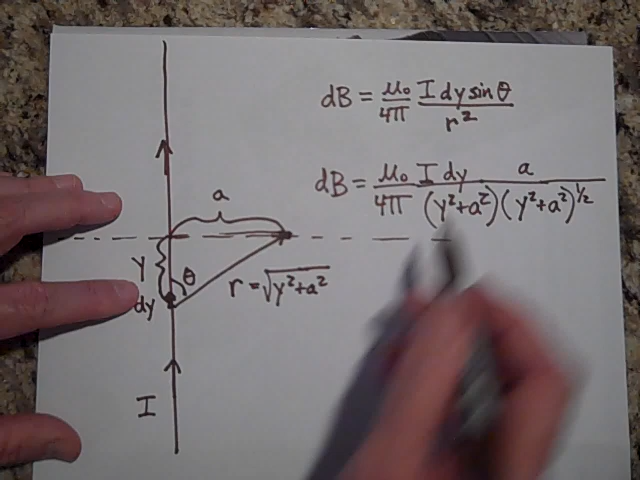 dB = μ₀/4π I dy sinθ/r²
dB = μ₀/4π I dy/(y²+a²) a/(y²+a²)^1/2
a
y
θ
r = √y²+a²
dy
I